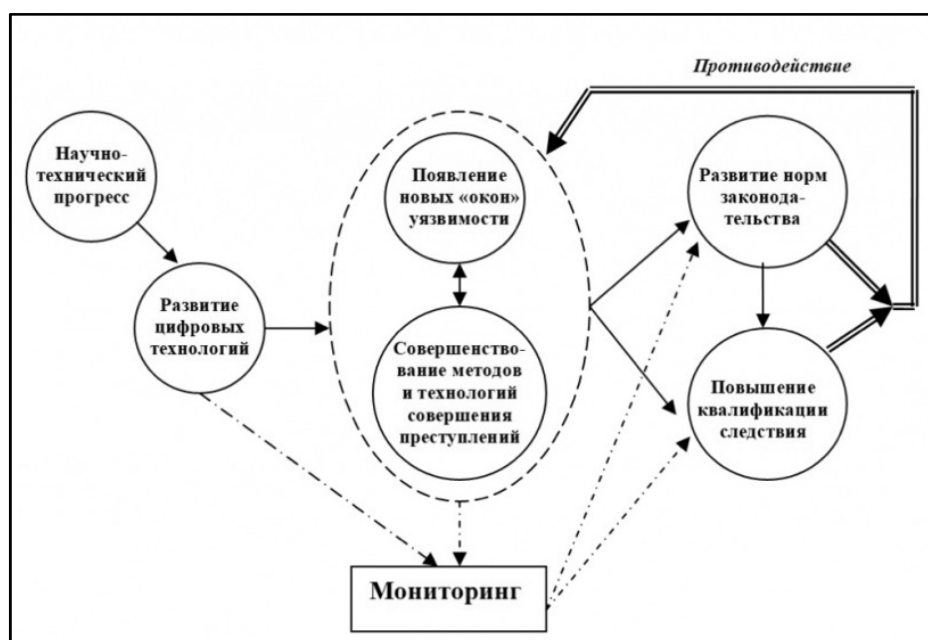 Противодействие
Научно-
технический
прогресс
Появление
новых «окон»
уязвимости
Развитие норм
законода-
тельства
Развитие
цифровых
технологий
Совершенство-
вание методов
и технологий
совершения
преступлений
Повышение
квалификации
следствия
Мониторинг